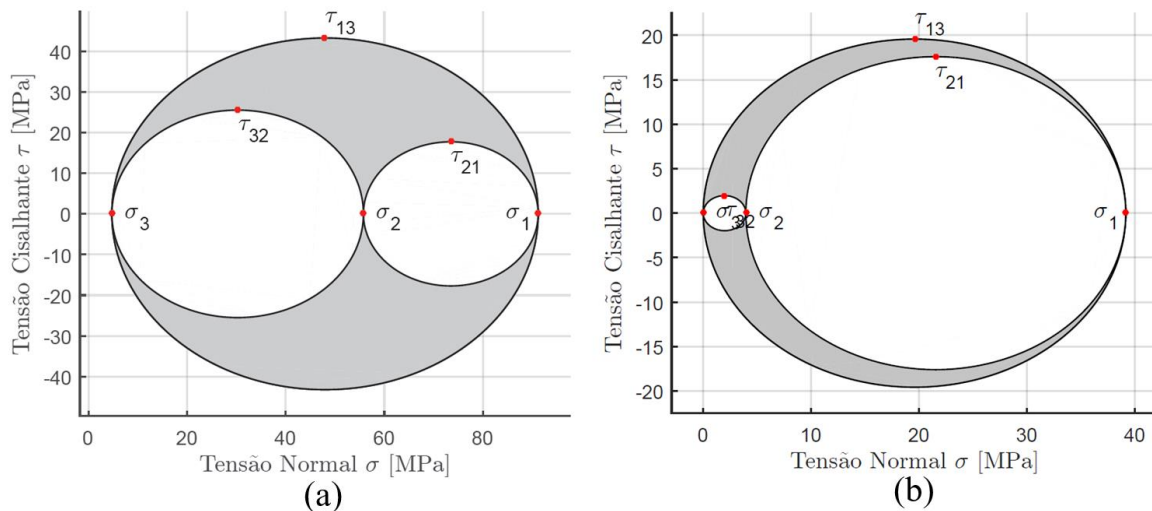 τ13
40
τ32
30
20
τ21
10
0
σ3
σ2
σ1
-10
-20
-30
-40
0
20
40
60
80
Tensão Cisalhante τ [MPa]
Tensão Normal σ [MPa]
(a)
τ13
20
τ21
15
10
5
0
σ3
τ32
σ2
σ1
-5
-10
-15
-20
0
10
20
30
40
Tensão Cisalhante τ [MPa]
Tensão Normal σ [MPa]
(b)